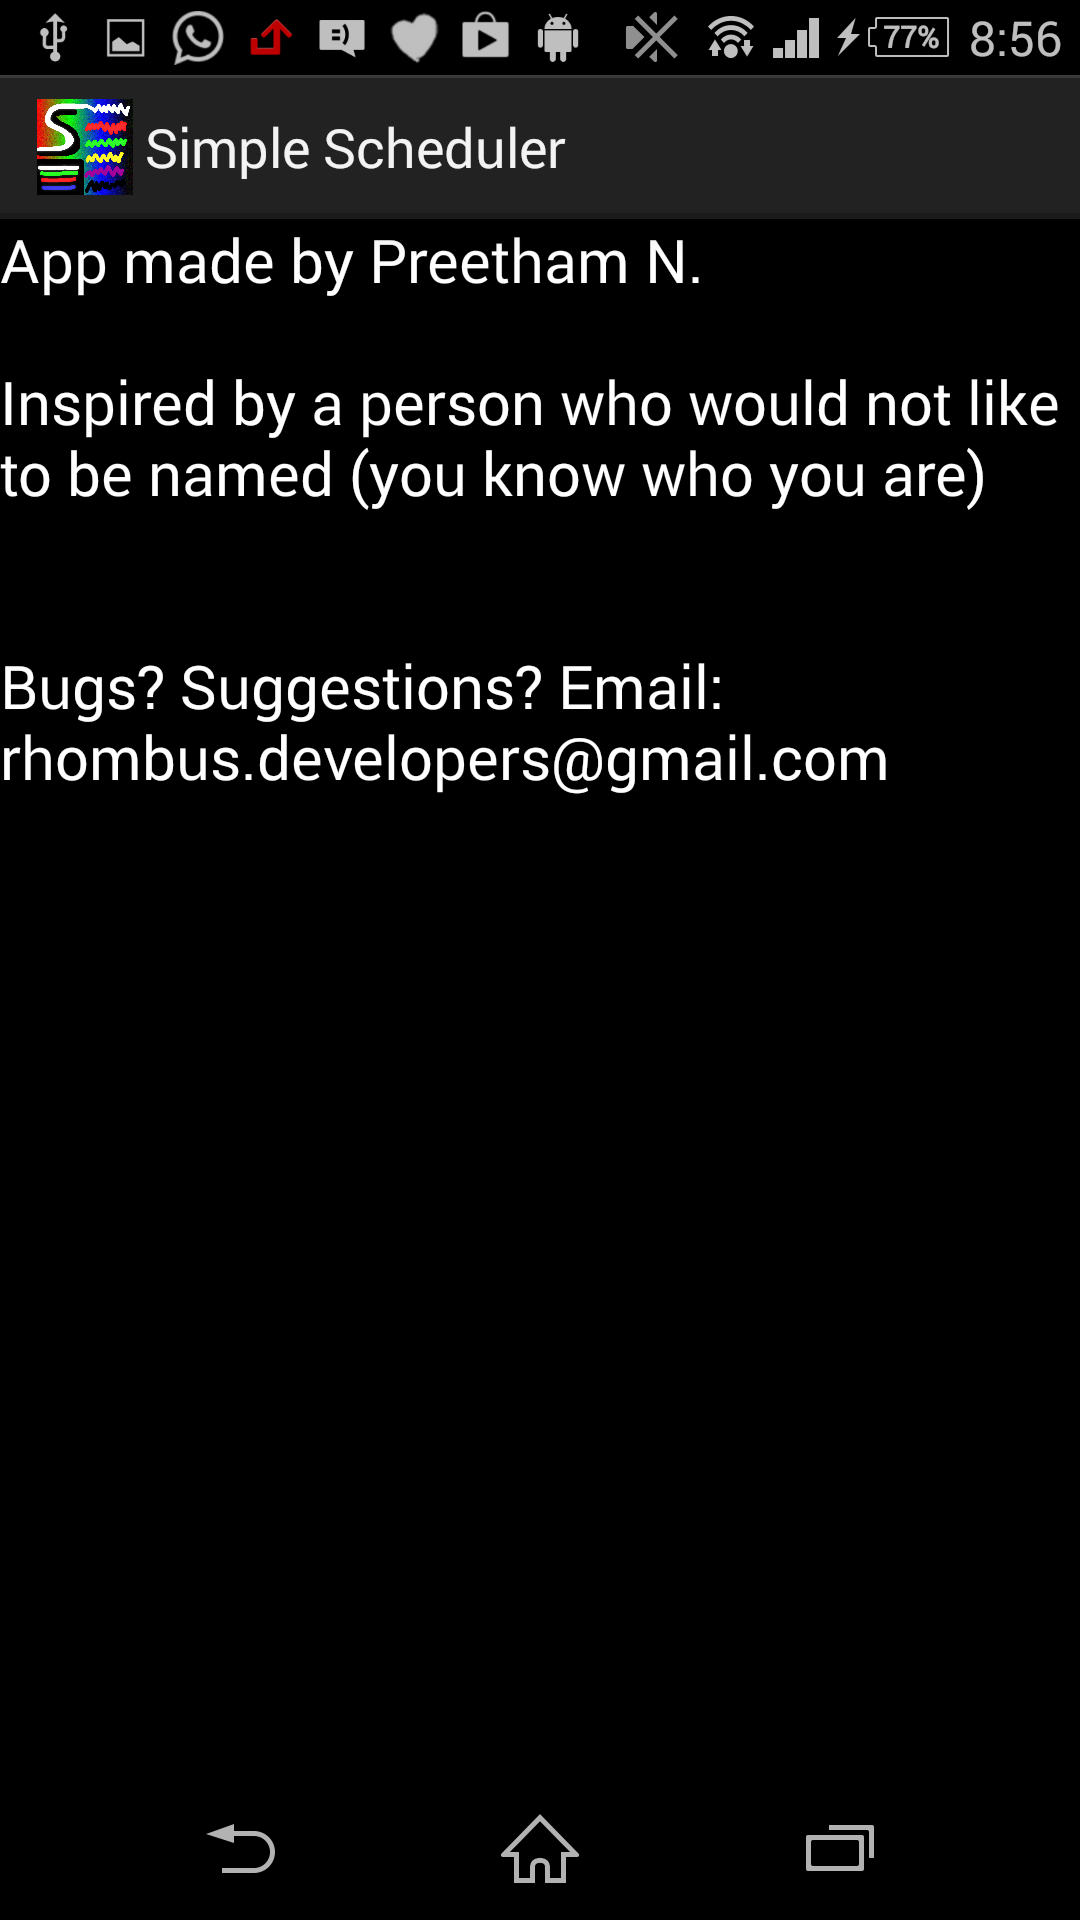 77% 8:56
Simple Scheduler
App made by Preetham N.
Inspired by a person who would not like
to be named (you know who you are)
Bugs? Suggestions? Email:
rhombus.developers@gmail.com